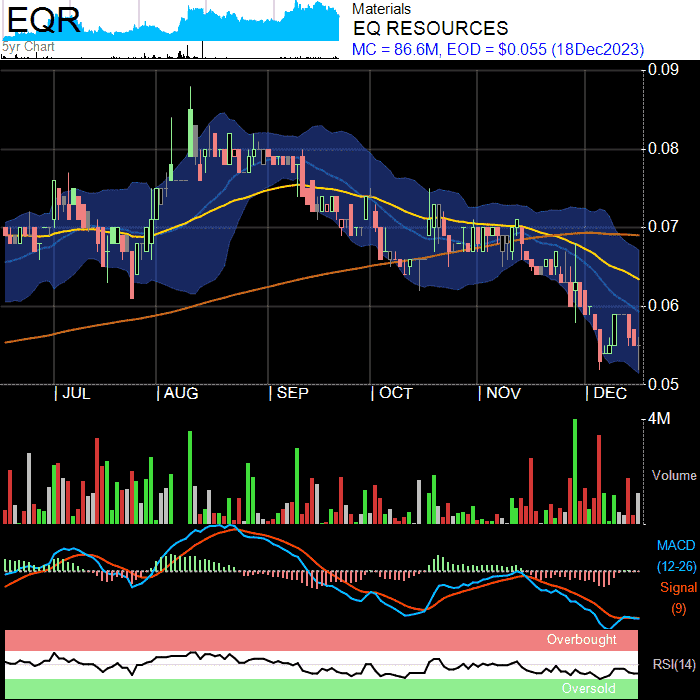 EQR
5yr Chart
Materials
EQ RESOURCES
MC = 86.6M, EOD = $0.055 (18Dec2023)
0.09
0.08
0.07
0.06
0.05
| JUL | AUG | SEP | OCT | NOV | DEC
4M
Volume
MACD
(12-26)
Signal
(9)
Overbought
RSI(14)
Oversold